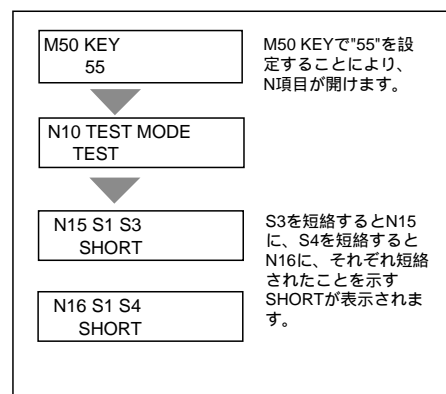 M50 KEY
55
M50 KEYで"55"を設
定することにより、
N項目が開けます。
N10 TEST MODE
TEST
N15 S1 S3
SHORT
S3を短絡するとN15
に、S4を短絡すると
N16に、それぞれ短絡
されたことを示す
SHORTが表示されま
す。
N16 S1 S4
SHORT